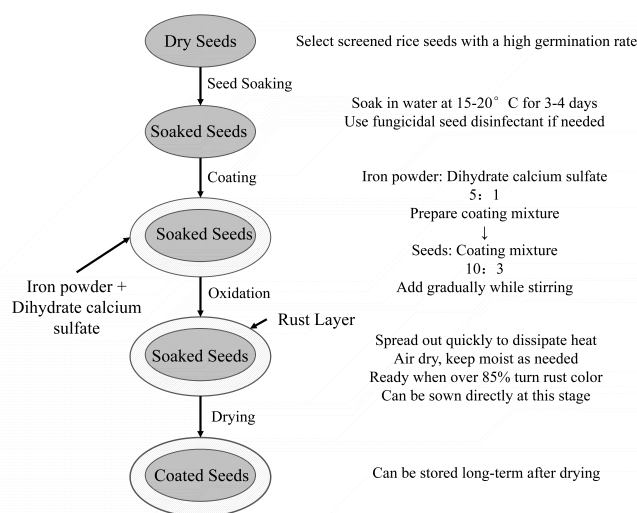 Dry Seeds
Select screened rice seeds with a high germination rate
Seed Soaking
Soak in water at 15-20° C for 3-4 days
Use fungicidal seed disinfectant if needed
Soaked Seeds
Coating
Iron powder: Dihydrate calcium sulfate
5：1
Prepare coating mixture
↓
Seeds: Coating mixture
10：3
Add gradually while stirring
Soaked Seeds
Iron powder +
Dihydrate calcium
sulfate
Oxidation
Rust Layer
Soaked Seeds
Spread out quickly to dissipate heat
Air dry, keep moist as needed
Ready when over 85% turn rust color
Can be sown directly at this stage
Drying
Coated Seeds
Can be stored long-term after drying